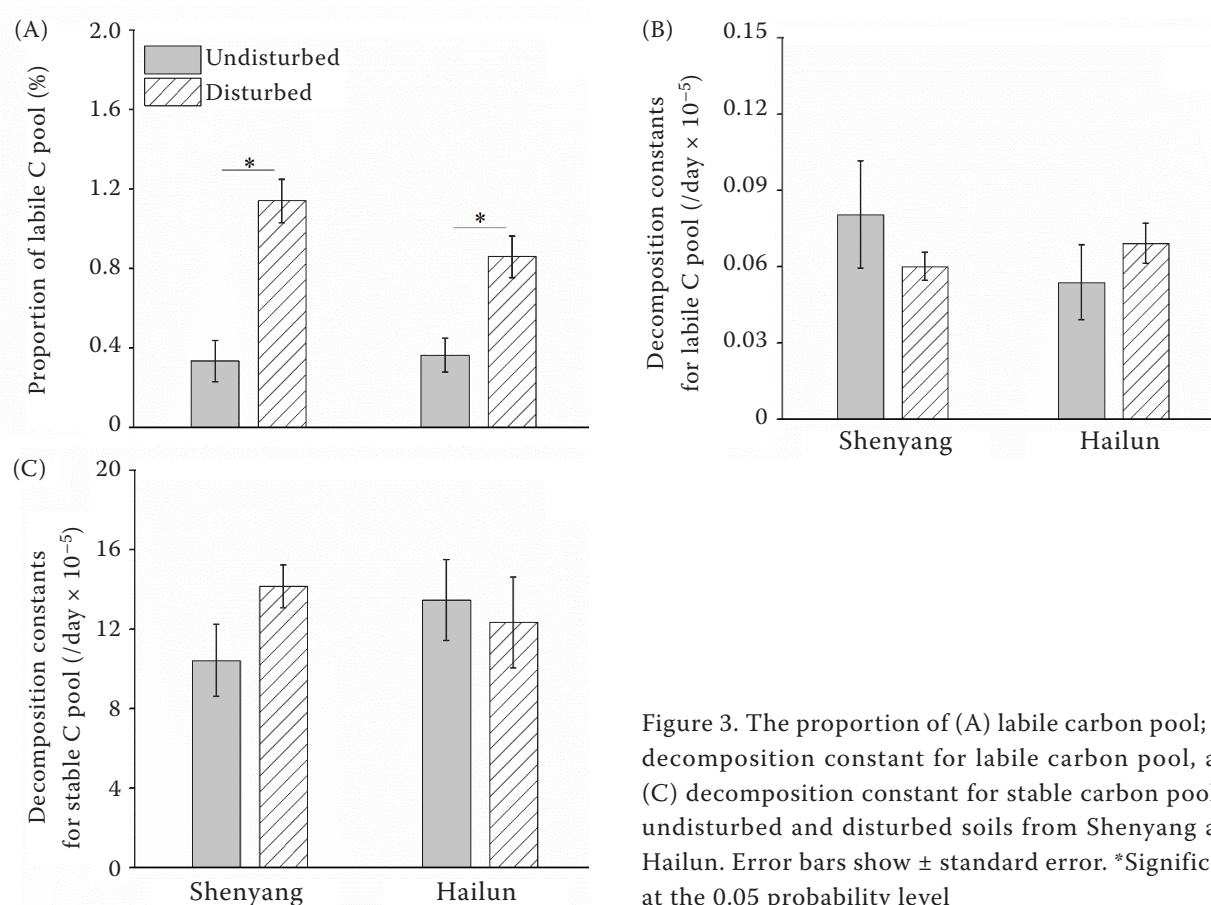 (A)
Proportion of labile C pool (%)
2.0
1.6
1.2
0.8
0.4
0
Undisturbed
Disturbed
*
*
(B)
Decomposition constants
for labile C pool (/day × 10⁻⁵)
0.15
0.12
0.09
0.06
0.03
0
Shenyang Hailun
(C)
Decomposition constants
for stable C pool (/day × 10⁻⁵)
20
16
12
8
4
0
Shenyang Hailun
Figure 3. The proportion of (A) labile carbon pool;
decomposition constant for labile carbon pool, a
(C) decomposition constant for stable carbon pool
undisturbed and disturbed soils from Shenyang a
Hailun. Error bars show ± standard error. *Signific
at the 0.05 probability level